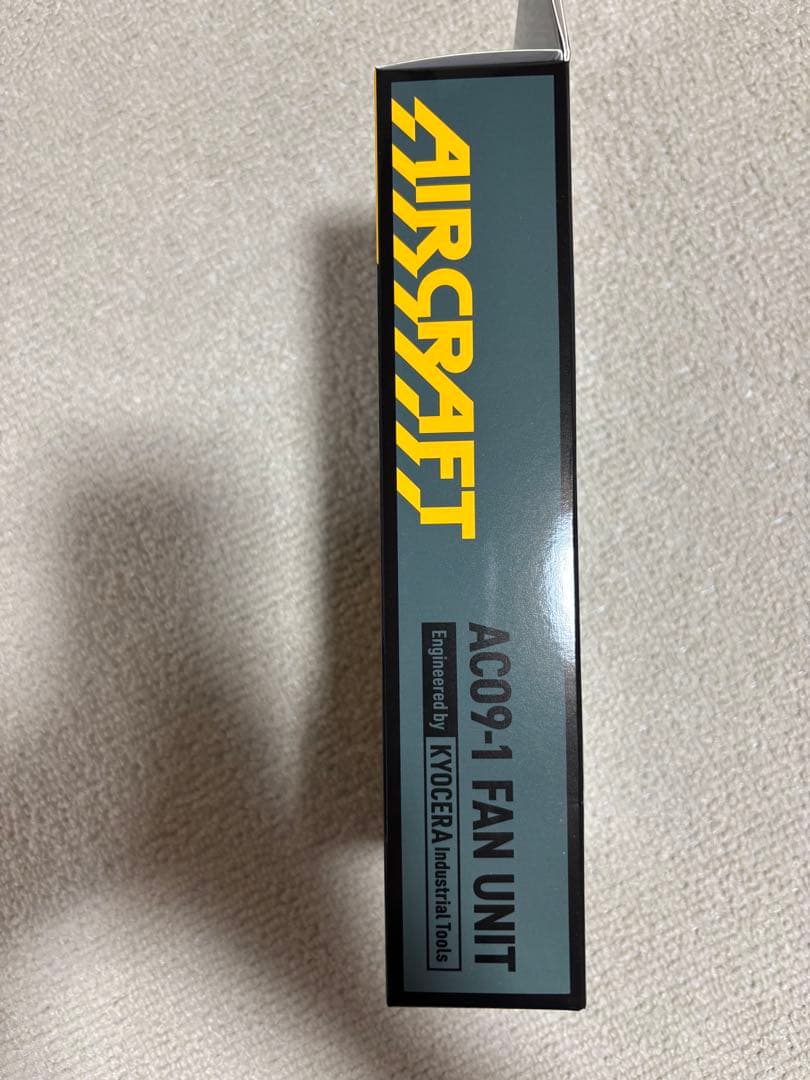 AIRCRAFT
AC09-1 FAN UNIT
Engineered by KYOCERA Industrial Tools